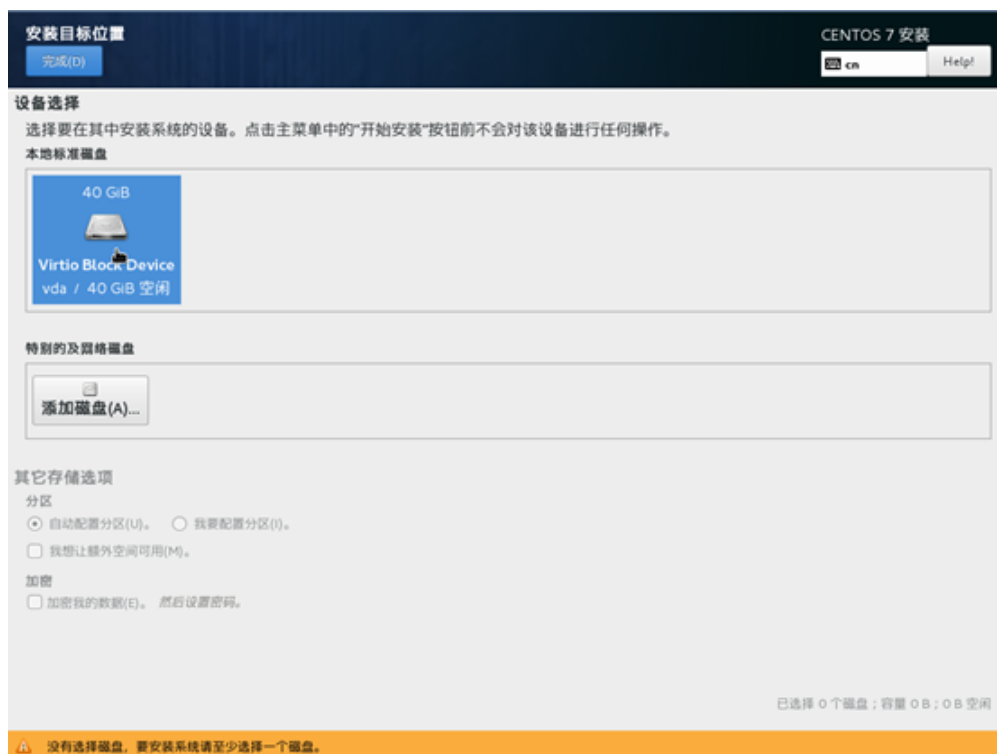 安装目标位置
CENTOS 7 安装
完成(D)
cn
Help!
设备选择
选择要在其中安装系统的设备。点击主菜单中的"开始安装"按钮前不会对该设备进行任何操作。
本地标准磁盘
40 GiB
Virtio Block Device
vda / 40 GiB 空闲
特别的及网络磁盘
添加磁盘(A)...
其它存储选项
分区
自动配置分区(U)。 我要配置分区(I)。
我想让额外空间可用(M)。
加密
加密我的数据(E)。 然后设置密码。
已选择 0 个磁盘；容量 0 B；0 B 空闲
没有选择磁盘，要安装系统请至少选择一个磁盘。